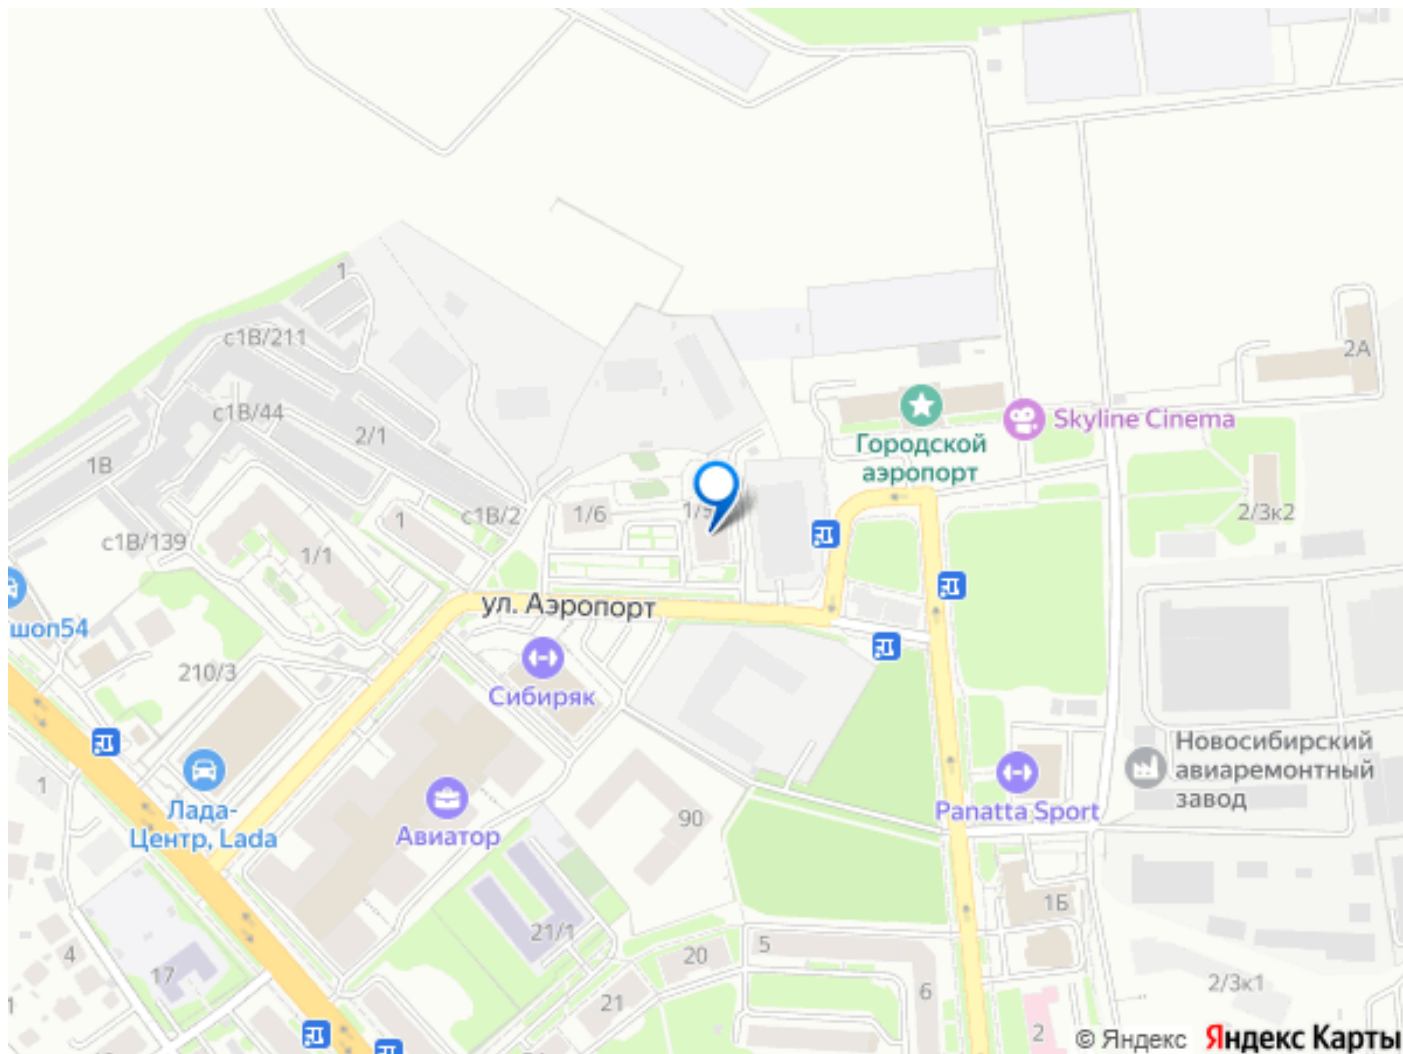 1
с1В/211
2А
с1В/44
Skyline Cinema
2/1
Городской
аэропорт
1В
1/6
1
с1В/2
2/3к2
с1В/139
1/1
ул. Аэропорт
шоп54
210/3
Сибиряк
Новосибирский
авиаремонтный
завод
1
Лада-
Центр, Lada
Авиатор
90
Panatta Sport
1Б
21/1
5
4
20
17
6
2/3к1
21
2
© Яндекс Яндекс Карты